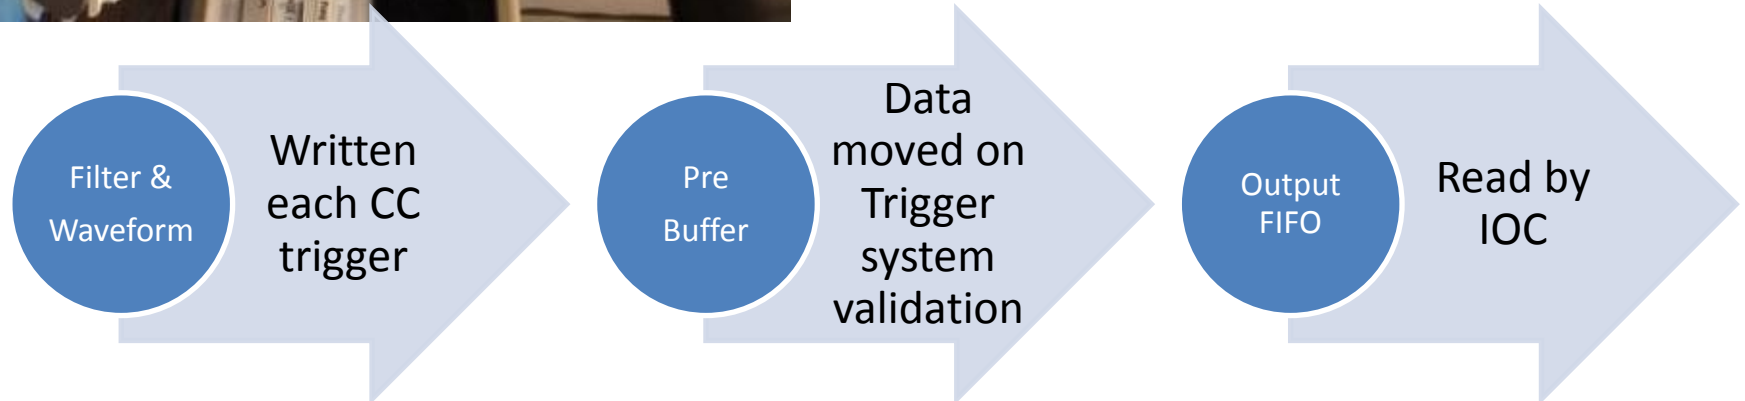 Filter &
Waveform
Written
each CC
trigger
Pre
Buffer
Data
moved on
Trigger
system
validation
Output
FIFO
Read by
IOC